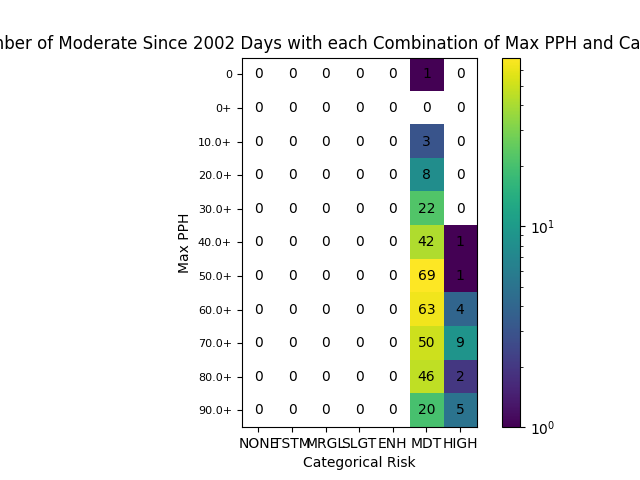 of Moderate Since 2002 Days with each Combination of Max PPH and
0 0 0 0 0 0 1 0
0+ 0 0 0 0 0 0 0
10.0+ 0 0 0 0 0 3 0
20.0+ 0 0 0 0 0 8 0
30.0+ 0 0 0 0 0 22 0
40.0+ 0 0 0 0 0 42 1
50.0+ 0 0 0 0 0 69 1
60.0+ 0 0 0 0 0 63 4
70.0+ 0 0 0 0 0 50 9
80.0+ 0 0 0 0 0 46 2
90.0+ 0 0 0 0 0 20 5
NONE TSTM MRGL SLGT ENH MDT HIGH
Categorical Risk
Max PPH
10¹
10⁰